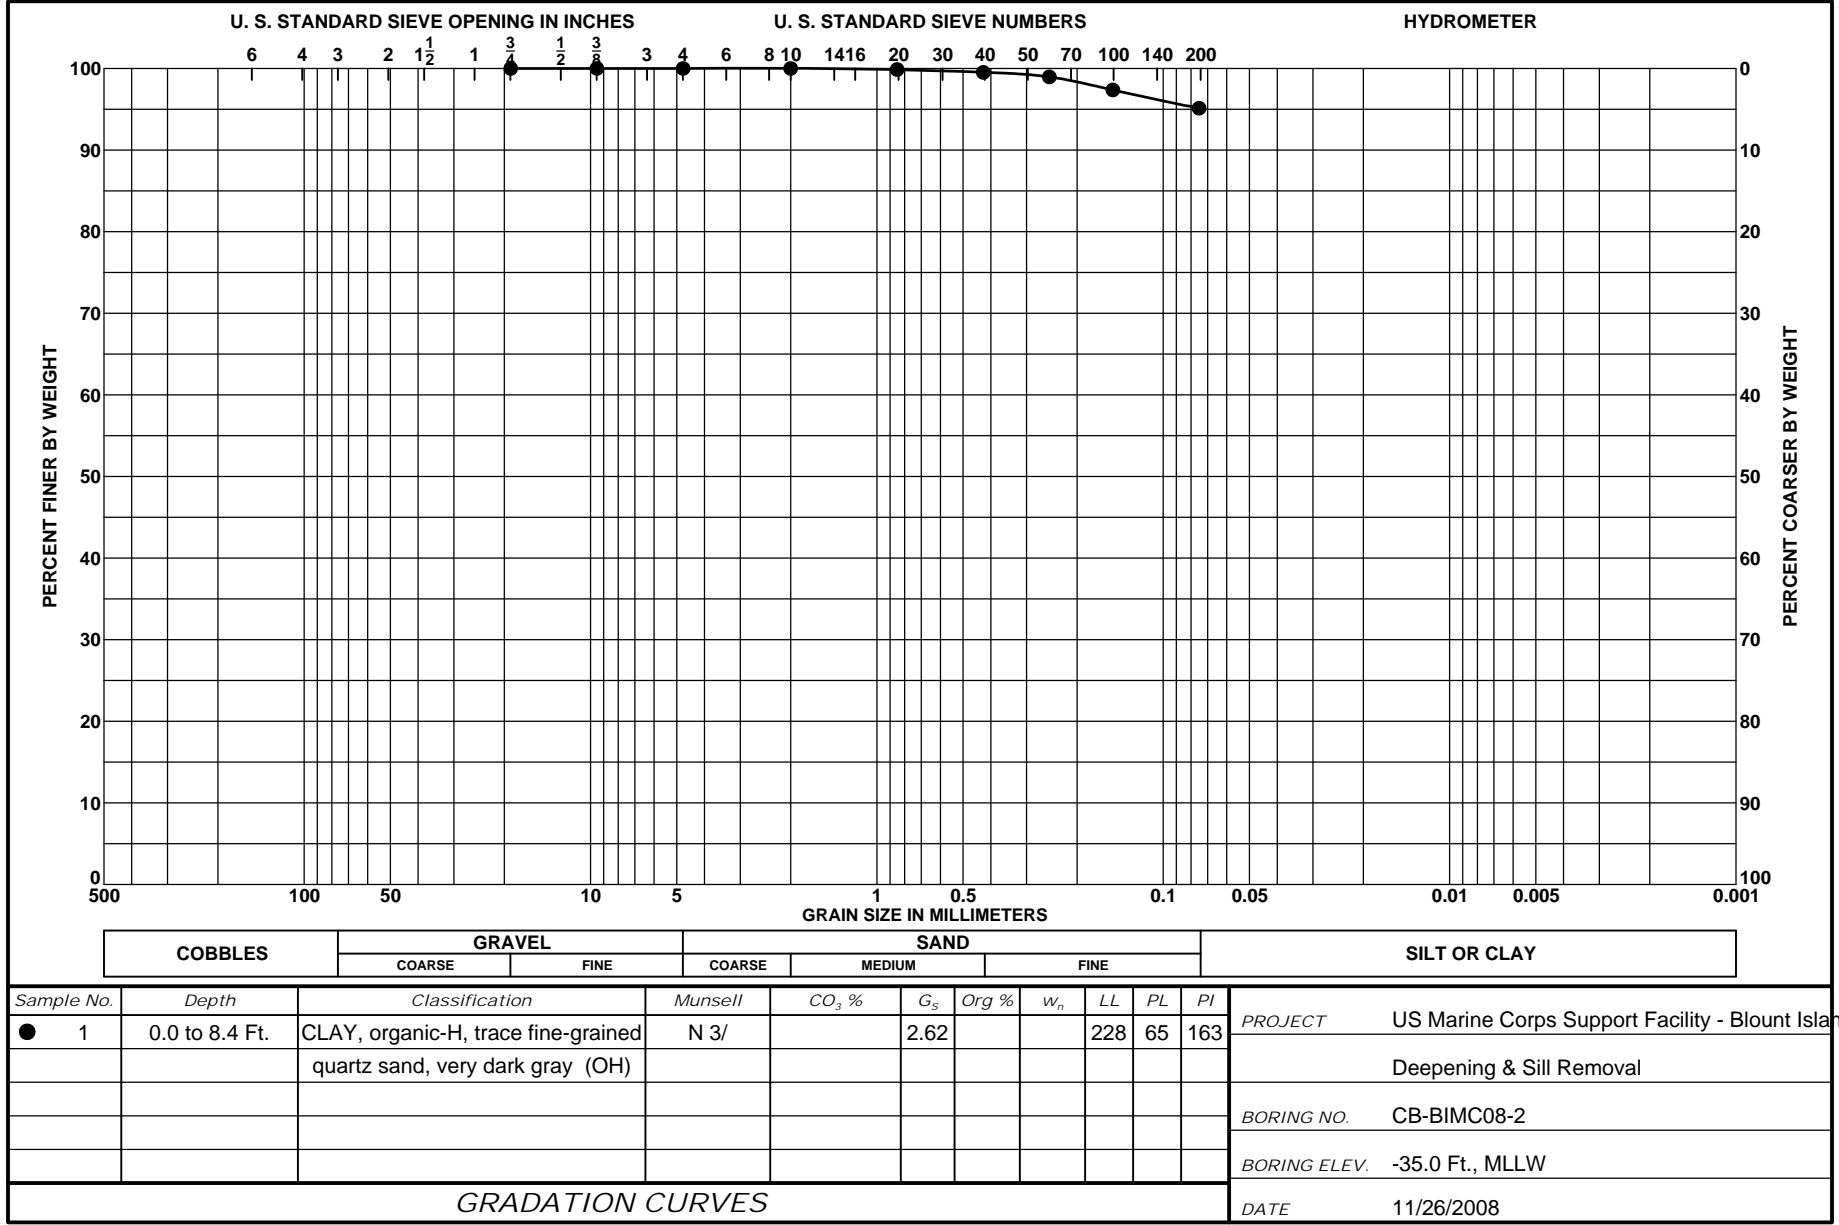 U. S. STANDARD SIEVE OPENING IN INCHES U. S. STANDARD SIEVE NUMBERS HYDROMETER
6 4 3 2 1½ 1 ¾ ½ ⅜ 3 4 6 8 10 14 16 20 30 40 50 70 100 140 200
100 0
90 10
80 20
70 30
60 40
50 50
40 60
30 70
20 80
10 90
0 100
PERCENT FINER BY WEIGHT
PERCENT COARSER BY WEIGHT
500 100 50 10 5 1 0.5 0.1 0.05 0.01 0.005 0.001
GRAIN SIZE IN MILLIMETERS
COBBLES GRAVEL SAND SILT OR CLAY
COARSE FINE COARSE MEDIUM FINE
Sample No. Depth Classification Munsell CO₃ % Gₛ Org % wₙ LL PL PI
1 0.0 to 8.4 Ft. CLAY, organic-H, trace fine-grained N 3/ 2.62 228 65 163
quartz sand, very dark gray (OH)
GRADATION CURVES
PROJECT US Marine Corps Support Facility - Blount Islan
Deepening & Sill Removal
BORING NO. CB-BIMC08-2
BORING ELEV. -35.0 Ft., MLLW
DATE 11/26/2008